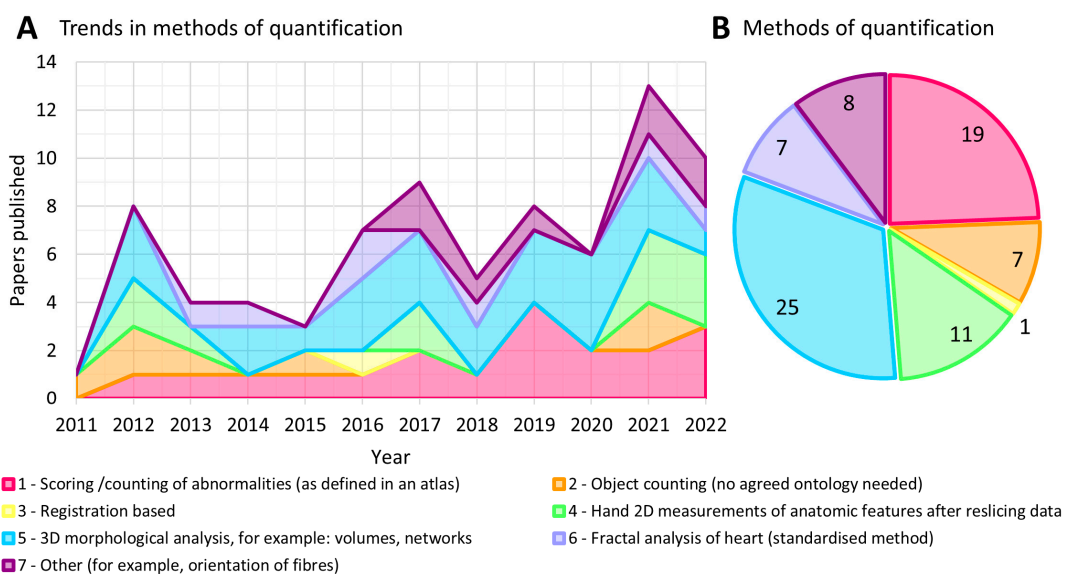 A Trends in methods of quantification
14
12
10
8
6
4
2
0
Papers published
2011 2012 2013 2014 2015 2016 2017 2018 2019 2020 2021 2022
Year
B Methods of quantification
8
19
7
7
25
11
1
1 - Scoring /counting of abnormalities (as defined in an atlas)
2 - Object counting (no agreed ontology needed)
3 - Registration based
4 - Hand 2D measurements of anatomic features after reslicing data
5 - 3D morphological analysis, for example: volumes, networks
6 - Fractal analysis of heart (standardised method)
7 - Other (for example, orientation of fibres)